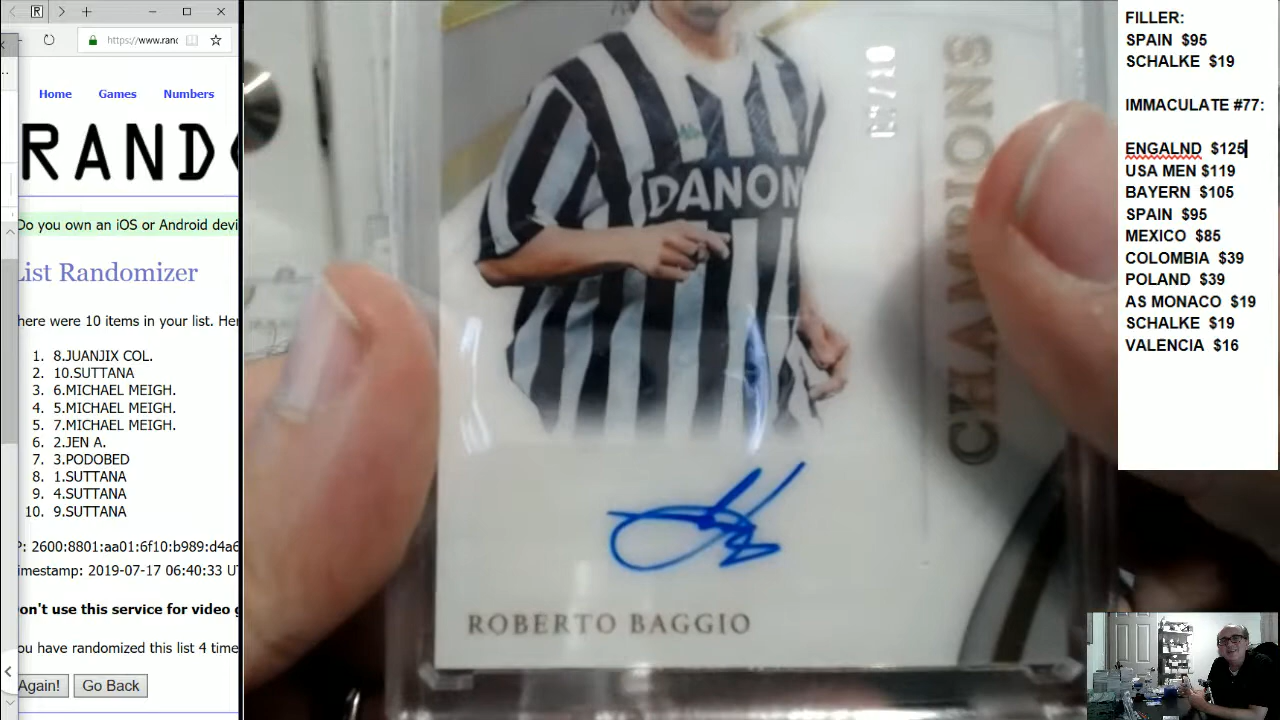 https://www.ranc
Home Games Numbers
RANDO
Do you own an iOS or Android devi
List Randomizer
here were 10 items in your list. Her
1. 8.JUANJIX COL.
2. 10.SUTTANA
3. 6.MICHAEL MEIGH.
4. 5.MICHAEL MEIGH.
5. 7.MICHAEL MEIGH.
6. 2.JEN A.
7. 3.PODOBED
8. 1.SUTTANA
9. 4.SUTTANA
10. 9.SUTTANA
P: 2600:8801:aa01:6f10:b989:d4a6
imestamp: 2019-07-17 06:40:33 UT
on't use this service for video g
ou have randomized this list 4 time
Again! Go Back
DANON
CHAMPIONS
ROBERTO BAGGIO
FILLER:
SPAIN $95
SCHALKE $19
IMMACULATE #77:
ENGALND $125
USA MEN $119
BAYERN $105
SPAIN $95
MEXICO $85
COLOMBIA $39
POLAND $39
AS MONACO $19
SCHALKE $19
VALENCIA $16